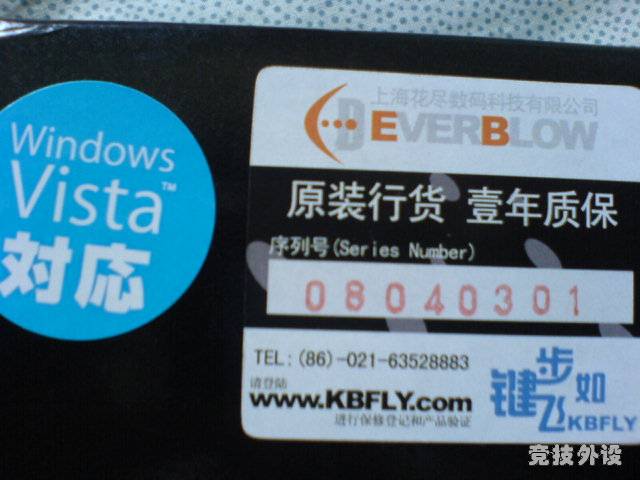 Windows
Vista™
対応
上海花尽数码科技有限公司
EVERBLOW
原装行货 壹年质保
序列号(Series Number)
08040301
TEL:(86)-021-63528883
请登陆
www.KBFLY.com
进行保修登记和产品验证
键步如飞
KBFLY
竞技外设